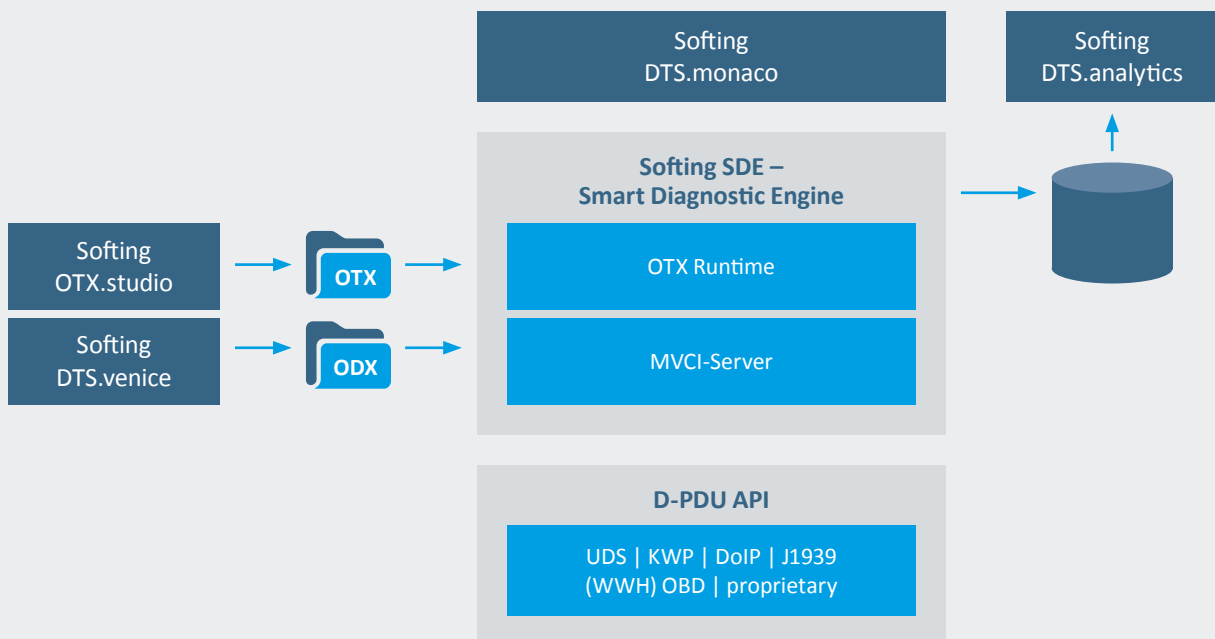 Softing
DTS.monaco
Softing
DTS.analytics
Softing SDE –
Smart Diagnostic Engine
Softing
OTX.studio
OTX
OTX Runtime
Softing
DTS.venice
ODX
MVCI-Server
D-PDU API
UDS | KWP | DoIP | J1939
(WWH) OBD | proprietary